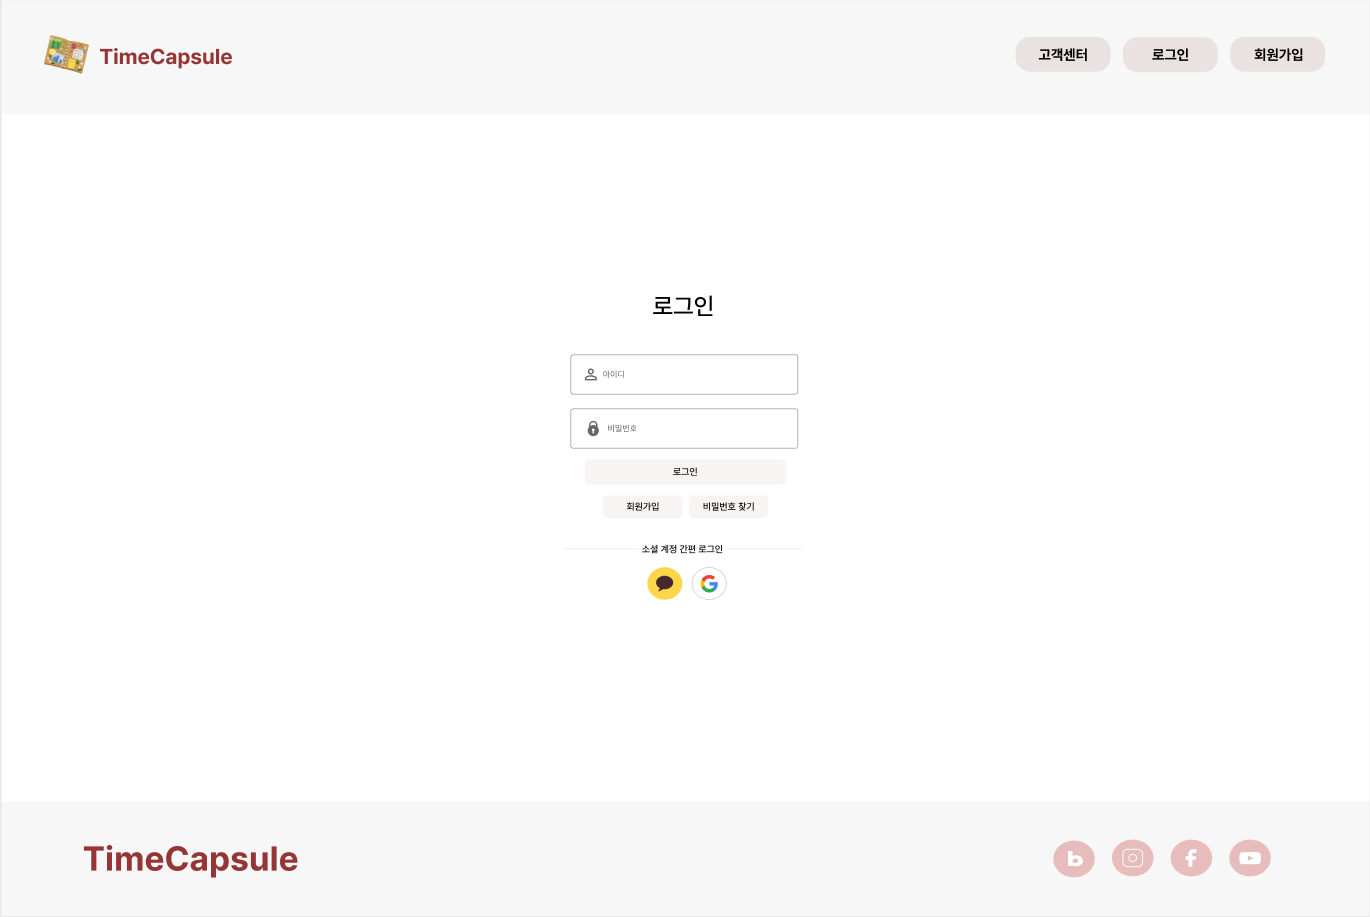 TimeCapsule
고객센터
로그인
회원가입
로그인
아이디
비밀번호
로그인
회원가입
비밀번호 찾기
소셜 계정 간편 로그인
TimeCapsule